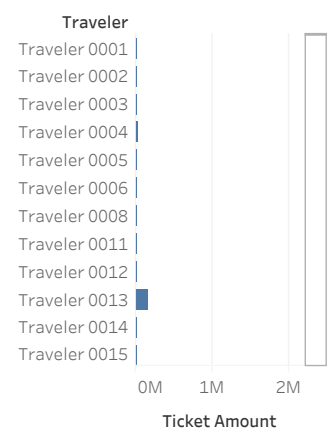 Traveler
Traveler 0001
Traveler 0002
Traveler 0003
Traveler 0004
Traveler 0005
Traveler 0006
Traveler 0008
Traveler 0011
Traveler 0012
Traveler 0013
Traveler 0014
Traveler 0015
0M 1M 2M
Ticket Amount